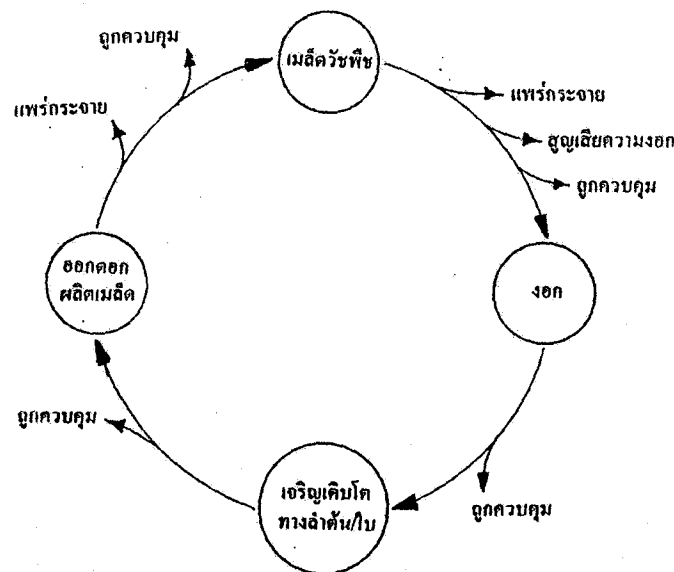 ถูกควบคุม
เมล็ดวัชพืช
แพร่กระจาย
แพร่กระจาย
สูญเสียความงอก
ถูกควบคุม
ออกดอก
ผลิตเมล็ด
งอก
ถูกควบคุม
เจริญเติบโต
ทางลำต้น/ใบ
ถูกควบคุม